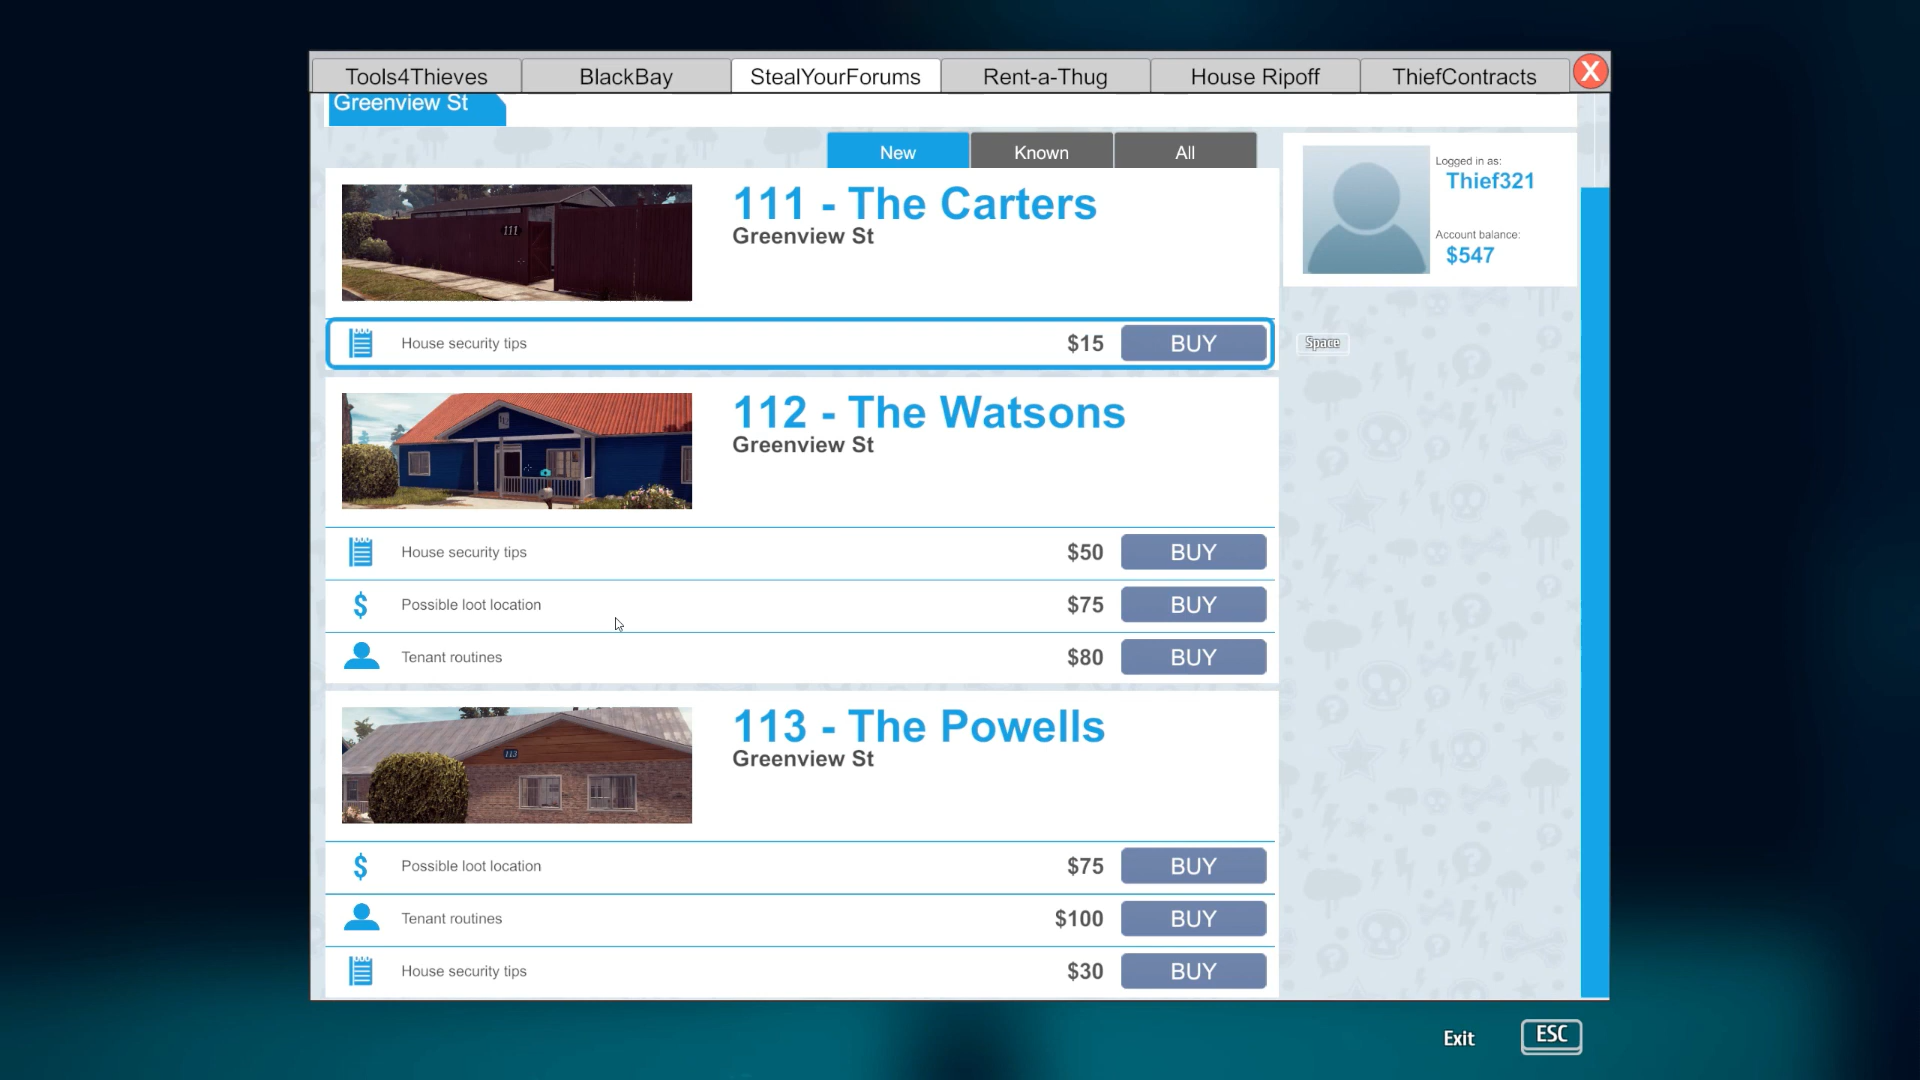 Tools4Thieves
BlackBay
StealYourForums
Rent-a-Thug
House Ripoff
ThiefContracts
X
Greenview St
New
Known
All
Logged in as:
Thief321
Account balance:
$547
111
111 - The Carters
Greenview St
House security tips
$15
BUY
Space
112 - The Watsons
Greenview St
House security tips
$50
BUY
$
Possible loot location
$75
BUY
Tenant routines
$80
BUY
113
113 - The Powells
Greenview St
$
Possible loot location
$75
BUY
Tenant routines
$100
BUY
House security tips
$30
BUY
Exit
ESC